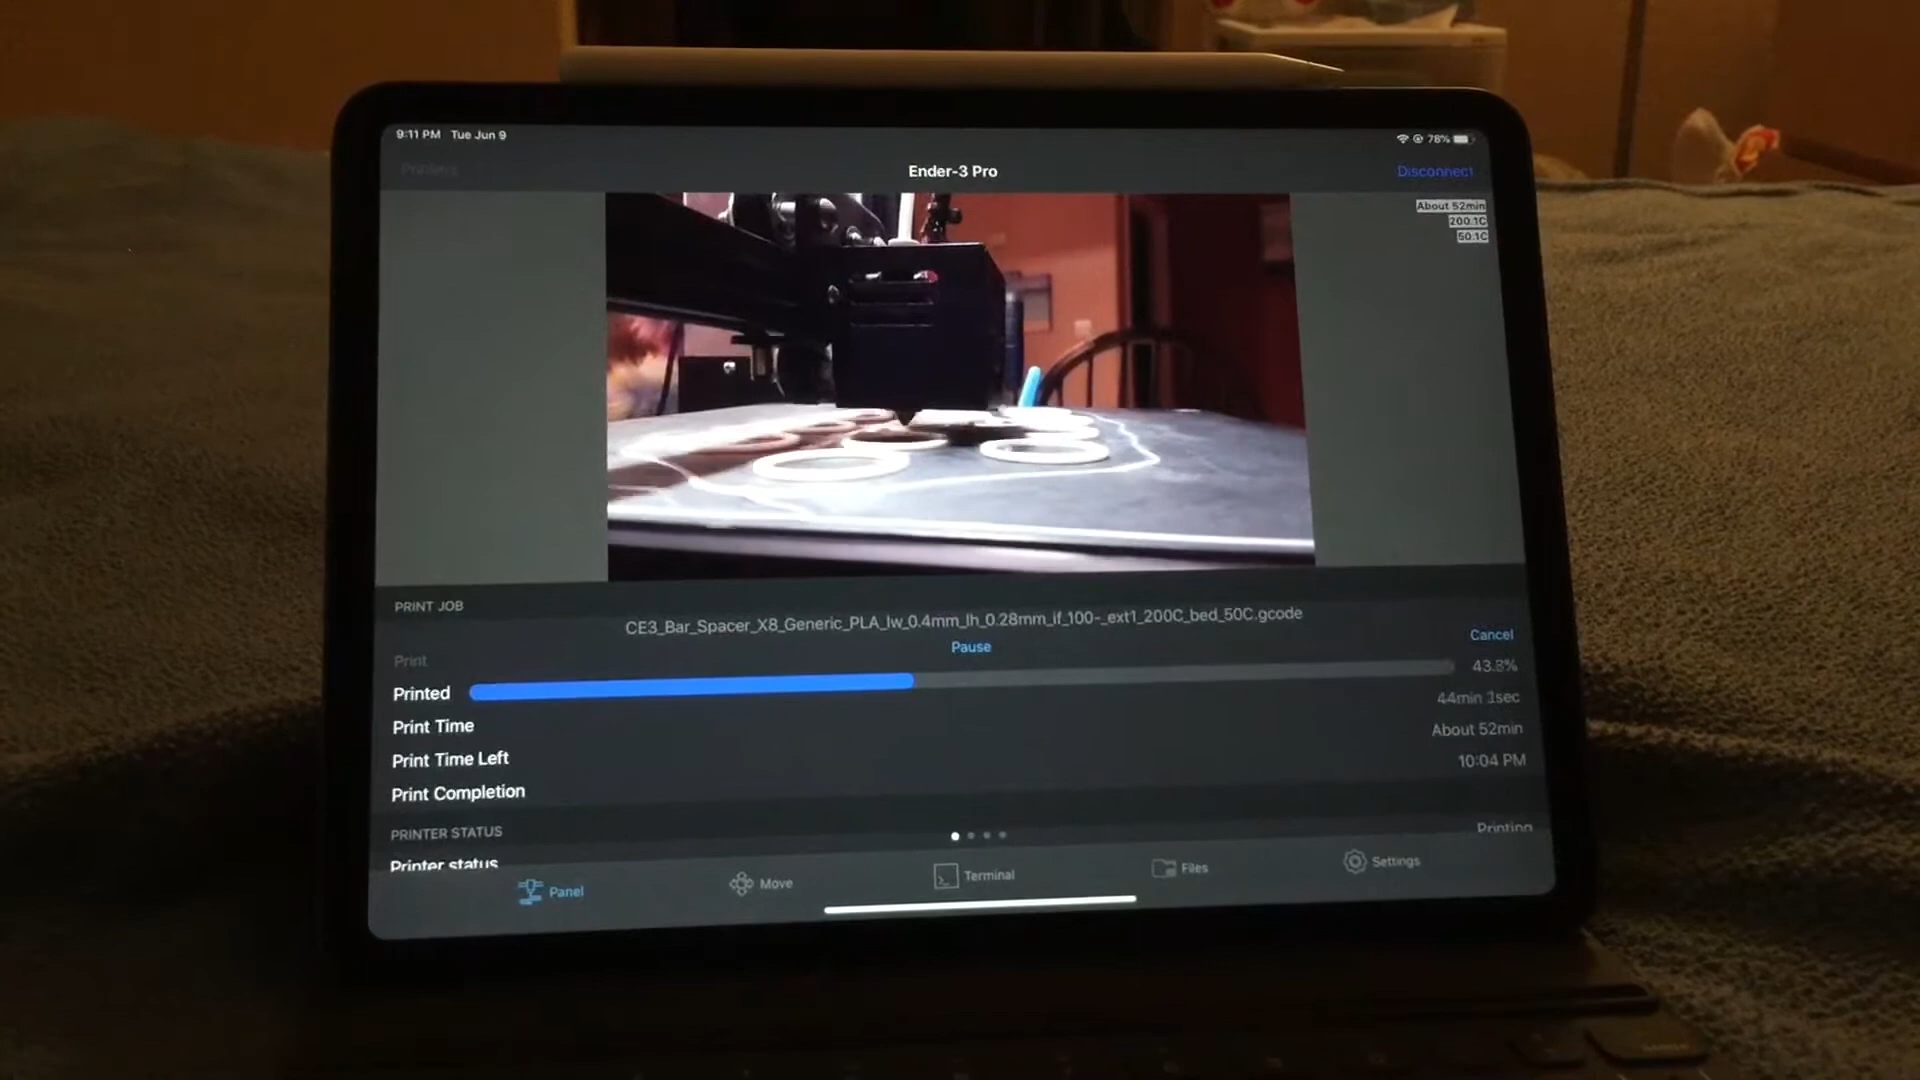 9:11 PM Tue Jun 9
78%
Printers
Ender-3 Pro
Disconnect
About 52min
200.1C
50.1C
PRINT JOB
CE3_Bar_Spacer_X8_Generic_PLA_lw_0.4mm_lh_0.28mm_if_100-_ext1_200C_bed_50C.gcode
Print
Pause
Cancel
Printed
43.8%
Print Time
44min 1sec
Print Time Left
About 52min
Print Completion
10:04 PM
PRINTER STATUS
Printer status
Printing
Panel
Move
Terminal
Files
Settings